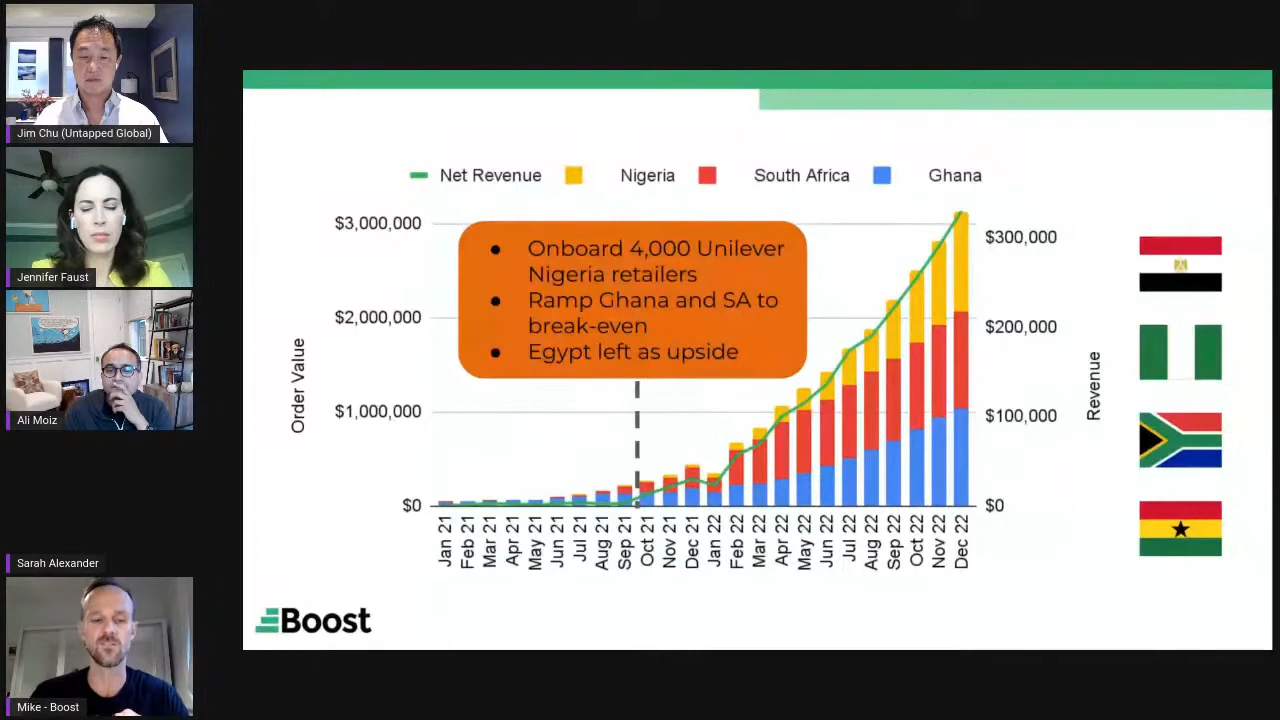 Jim Chu (Untapped Global)
Jennifer Faust
Ali Moiz
Sarah Alexander
Mike - Boost
Net Revenue
Nigeria
South Africa
Ghana
Order Value
$3,000,000
$2,000,000
$1,000,000
$0
Onboard 4,000 Unilever
Nigeria retailers
Ramp Ghana and SA to
break-even
Egypt left as upside
$300,000
$200,000
$100,000
$0
Revenue
Jan 21
Feb 21
Mar 21
Apr 21
May 21
Jun 21
Jul 21
Aug 21
Sep 21
Oct 21
Nov 21
Dec 21
Jan 22
Feb 22
Mar 22
Apr 22
May 22
Jun 22
Jul 22
Aug 22
Sep 22
Oct 22
Nov 22
Dec 22
Boost